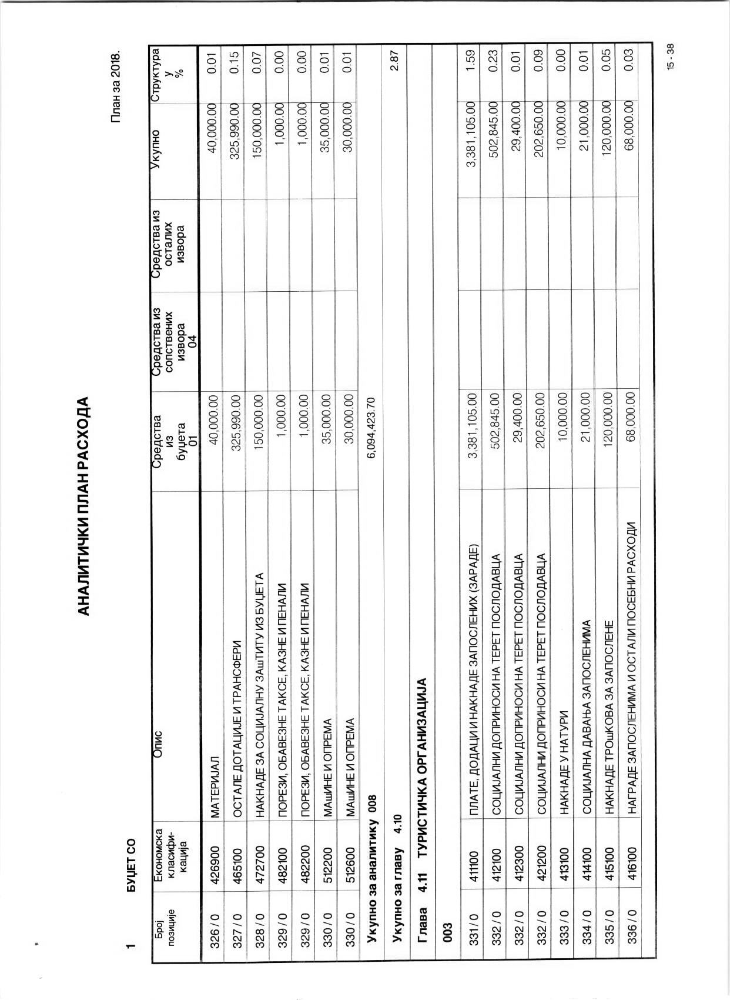 АНАЛИТИЧКИ ПЛАН РАСХОДА
План за 2018.
1 БУЏЕТ СО
Број позиције Економска класифи-кација Опис Средства из буџета 01 Средства из сопствених извора 04 Средства из осталих извора Укупно Структура у %
326 / 0 426900 МАТЕРИЈАЛ 40,000.00 40,000.00 0.01
327 / 0 465100 ОСТАЛЕ ДОТАЦИЈЕ И ТРАНСФЕРИ 325,990.00 325,990.00 0.15
328 / 0 472700 НАКНАДЕ ЗА СОЦИЈАЛНУ ЗАшТИТУ ИЗ БУЏЕТА 150,000.00 150,000.00 0.07
329 / 0 482100 ПОРЕЗИ, ОБАВЕЗНЕ ТАКСЕ, КАЗНЕ И ПЕНАЛИ 1,000.00 1,000.00 0.00
329 / 0 482200 ПОРЕЗИ, ОБАВЕЗНЕ ТАКСЕ, КАЗНЕ И ПЕНАЛИ 1,000.00 1,000.00 0.00
330 / 0 512200 МАшИНЕ И ОПРЕМА 35,000.00 35,000.00 0.01
330 / 0 512600 МАшИНЕ И ОПРЕМА 30,000.00 30,000.00 0.01
Укупно за аналитику 008 6,094,423.70
Укупно за главу 4.10 2.87
Глава 4.11 ТУРИСТИЧКА ОРГАНИЗАЦИЈА
003
331 / 0 411100 ПЛАТЕ, ДОДАЦИ И НАКНАДЕ ЗАПОСЛЕНИХ (ЗАРАДЕ) 3,381,105.00 3,381,105.00 1.59
332 / 0 412100 СОЦИЈАЛНИ ДОПРИНОСИ НА ТЕРЕТ ПОСЛОДАВЦА 502,845.00 502,845.00 0.23
332 / 0 412300 СОЦИЈАЛНИ ДОПРИНОСИ НА ТЕРЕТ ПОСЛОДАВЦА 29,400.00 29,400.00 0.01
332 / 0 421200 СОЦИЈАЛНИ ДОПРИНОСИ НА ТЕРЕТ ПОСЛОДАВЦА 202,650.00 202,650.00 0.09
333 / 0 413100 НАКНАДЕ У НАТУРИ 10,000.00 10,000.00 0.00
334 / 0 414100 СОЦИЈАЛНА ДАВАЊА ЗАПОСЛЕНИМА 21,000.00 21,000.00 0.01
335 / 0 415100 НАКНАДЕ ТРОшКОВА ЗА ЗАПОСЛЕНЕ 120,000.00 120,000.00 0.05
336 / 0 416100 НАГРАДЕ ЗАПОСЛЕНИМА И ОСТАЛИ ПОСЕБНИ РАСХОДИ 68,000.00 68,000.00 0.03
15 - 38